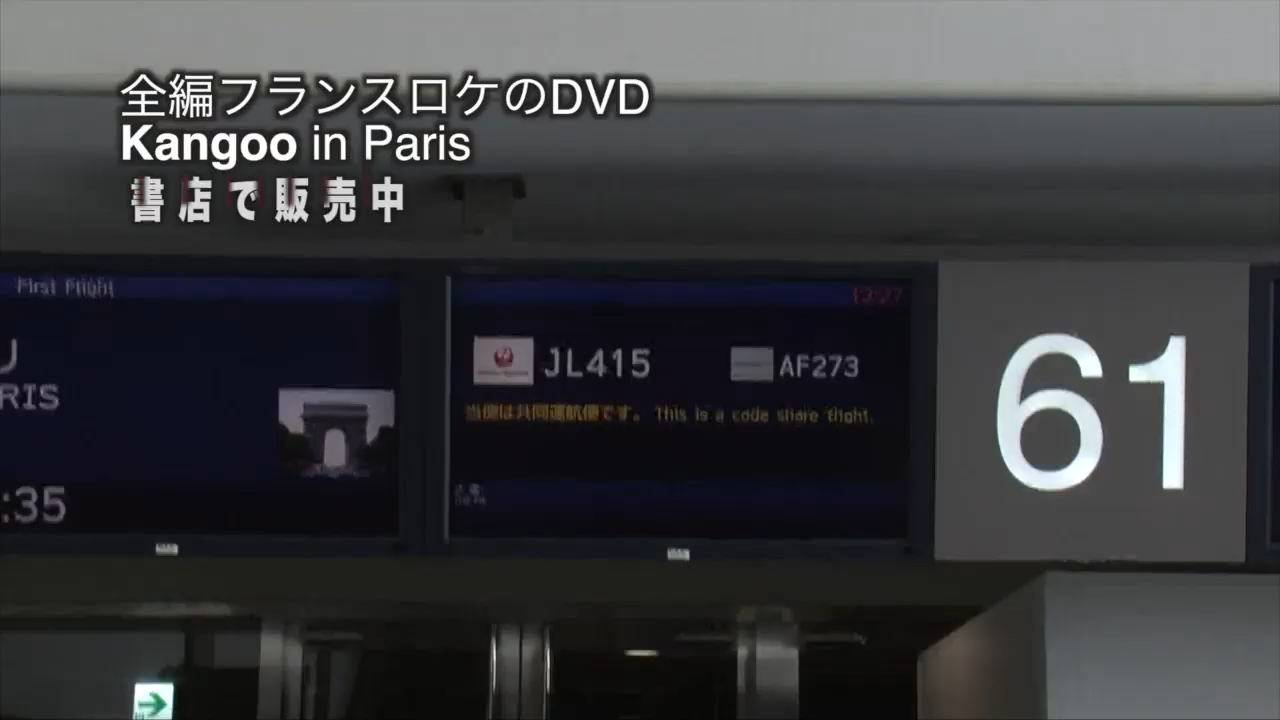 全編フランスロケのDVD
Kangoo in Paris
書店で販売中
First Flight
RIS
:35
13:27
JL415
AF273
当便は共同運航便です。 This is a code share flight.
61